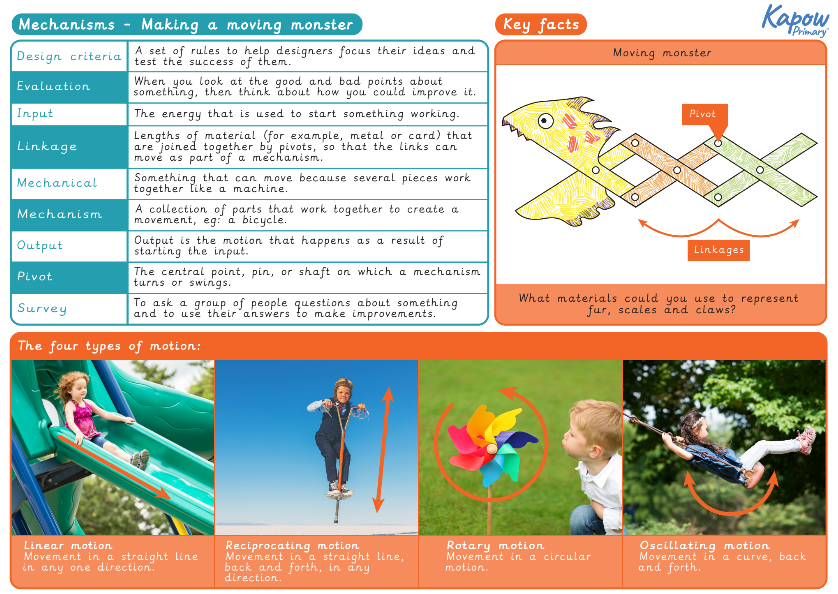 Mechanisms - Making a moving monster
Key facts
Kapow
Primary
Design criteria
A set of rules to help designers focus their ideas and
test the success of them.
Evaluation
When you look at the good and bad points about
something, then think about how you could improve it.
Input
The energy that is used to start something working.
Linkage
Lengths of material (for example, metal or card) that
are joined together by pivots, so that the links can
move as part of a mechanism.
Mechanical
Something that can move because several pieces work
together like a machine.
Mechanism
A collection of parts that work together to create a
movement, eg: a bicycle.
Output
Output is the motion that happens as a result of
starting the input.
Pivot
The central point, pin, or shaft on which a mechanism
turns or swings.
Survey
To ask a group of people questions about something
and to use their answers to make improvements.
Moving monster
Pivot
Linkages
What materials could you use to represent
fur, scales and claws?
The four types of motion:
Linear motion
Movement in a straight line
in any one direction.
Reciprocating motion
Movement in a straight line,
back and forth, in any
direction.
Rotary motion
Movement in a circular
motion.
Oscillating motion
Movement in a curve, back
and forth.